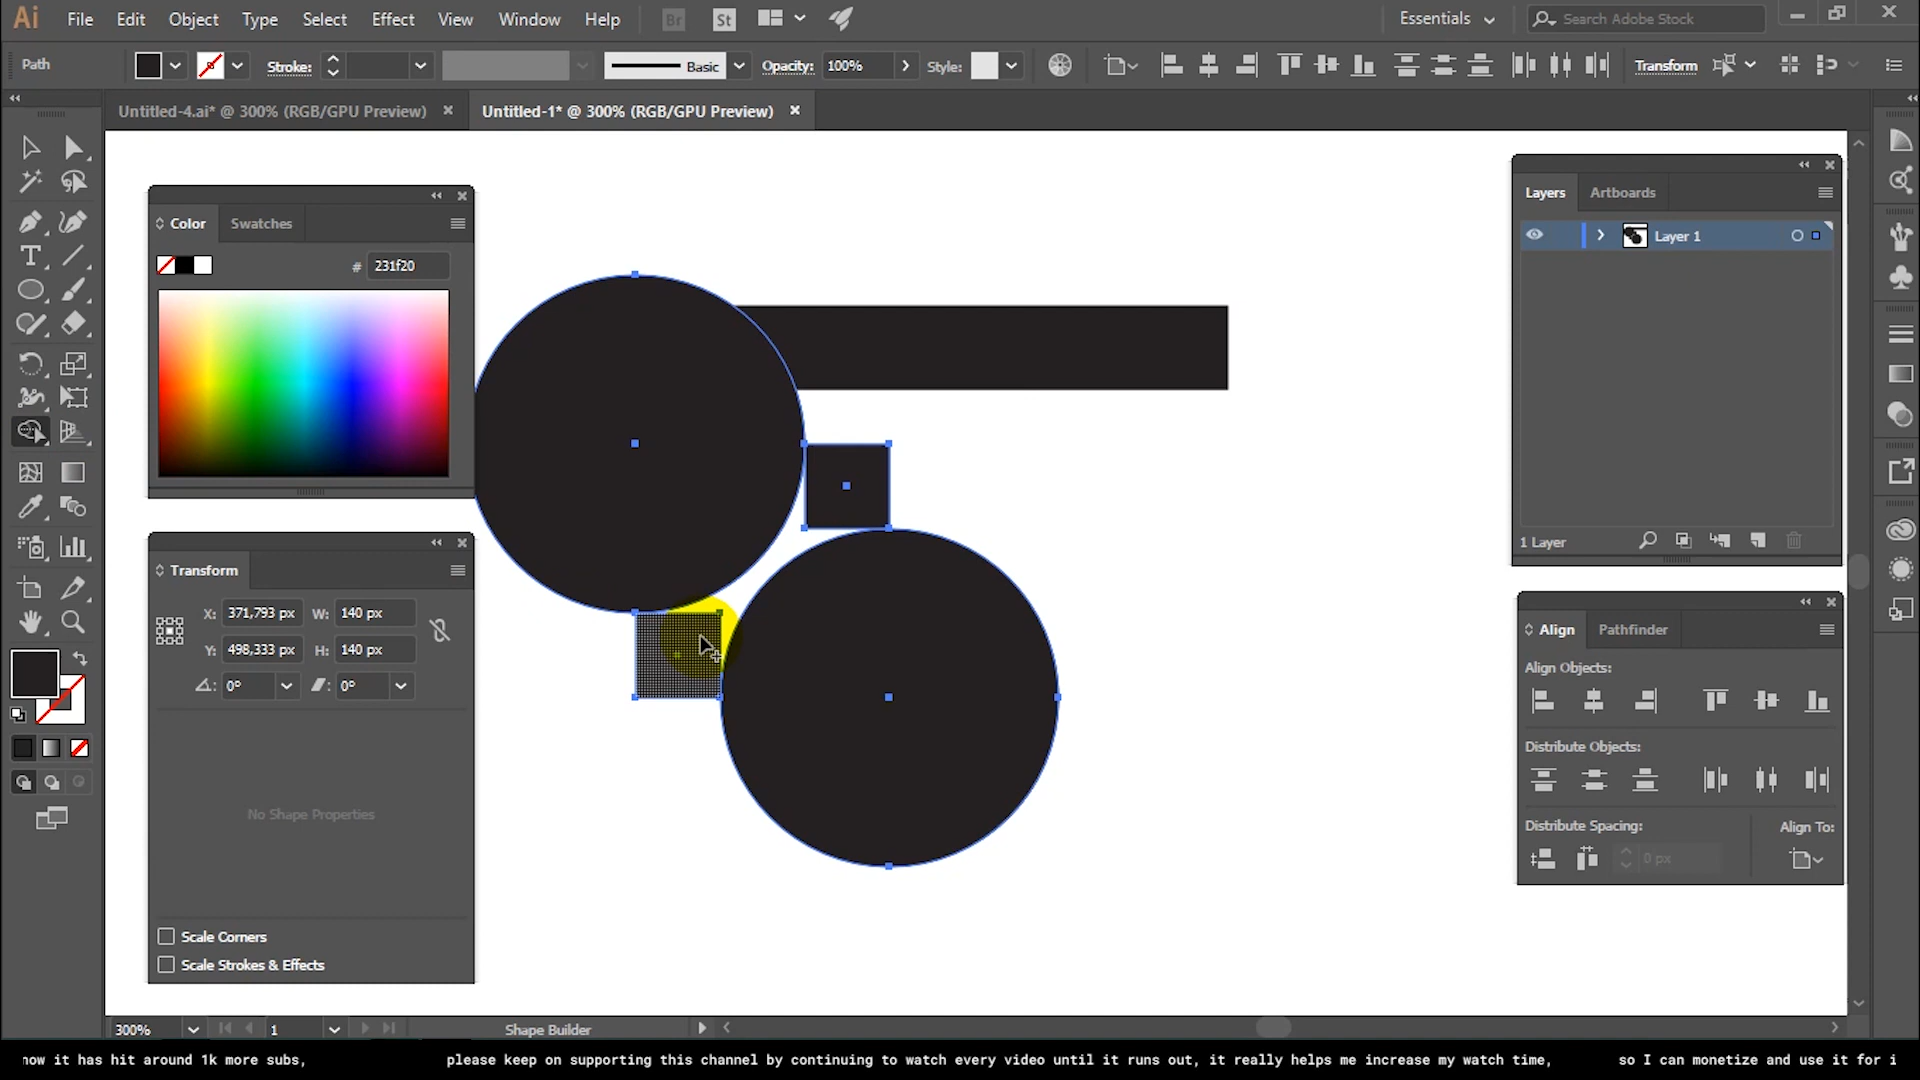 Ai File Edit Object Type Select Effect View Window Help Br St Essentials Search Adobe Stock
Path Stroke: Basic Opacity: 100% Style: Transform
Untitled-4.ai* @ 300% (RGB/GPU Preview) Untitled-1* @ 300% (RGB/GPU Preview)
Color Swatches
# 231f20
Transform
X: 371,793 px W: 140 px
Y: 498,333 px H: 140 px
0° 0°
No Shape Properties
Scale Corners
Scale Strokes & Effects
Layers Artboards
Layer 1
1 Layer
Align Pathfinder
Align Objects:
Distribute Objects:
Distribute Spacing: Align To:
0 px
300% 1 Shape Builder
now it has hit around 1k more subs, please keep on supporting this channel by continuing to watch every video until it runs out, it really helps me increase my watch time, so I can monetize and use it for i